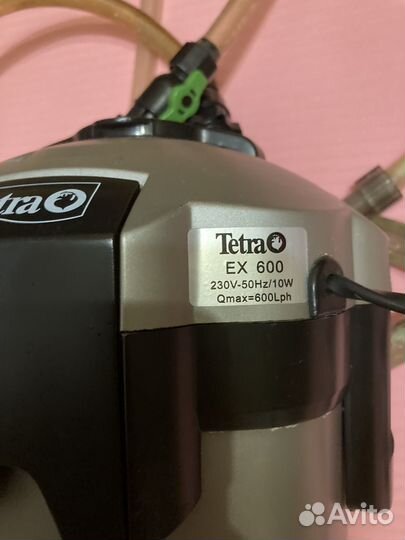 tra
Tetra
EX 600
230V-50Hz/10W
Qmax=600Lph
Avito